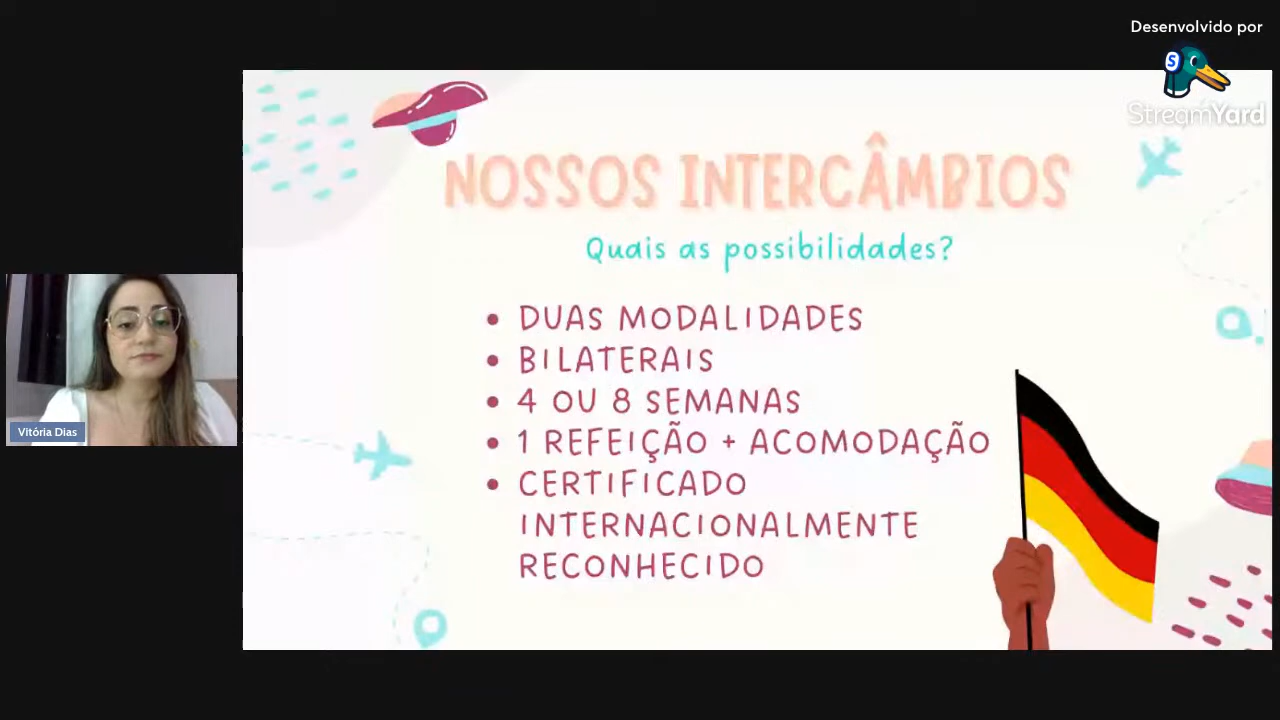 Desenvolvido por
S
StreamYard
NOSSOS INTERCÂMBIOS
Quais as possibilidades?
• DUAS MODALIDADES
• BILATERAIS
• 4 OU 8 SEMANAS
• 1 REFEIÇÃO + ACOMODAÇÃO
• CERTIFICADO
INTERNACIONALMENTE
RECONHECIDO
Vitória Dias